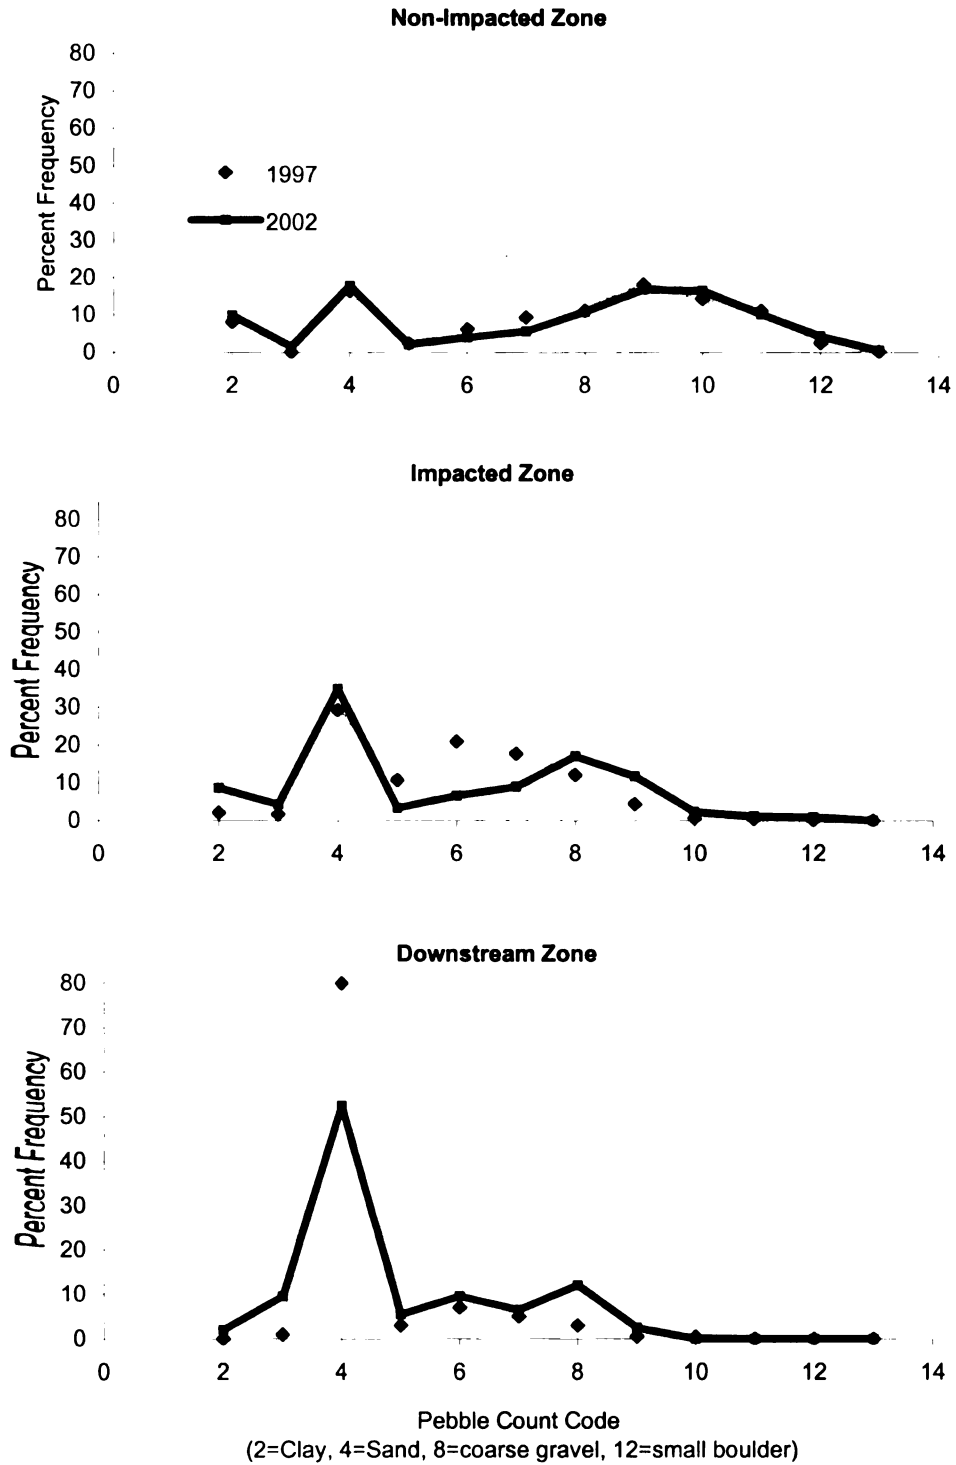 Non-Impacted Zone
80
70
60
50
40
30
20
10
0
Percent Frequency
1997
2002
0 2 4 6 8 10 12 14
Impacted Zone
80
70
60
50
40
30
20
10
0
Percent Frequency
0 2 4 6 8 10 12 14
Downstream Zone
80
70
60
50
40
30
20
10
0
Percent Frequency
0 2 4 6 8 10 12 14
Pebble Count Code
(2=Clay, 4=Sand, 8=coarse gravel, 12=small boulder)